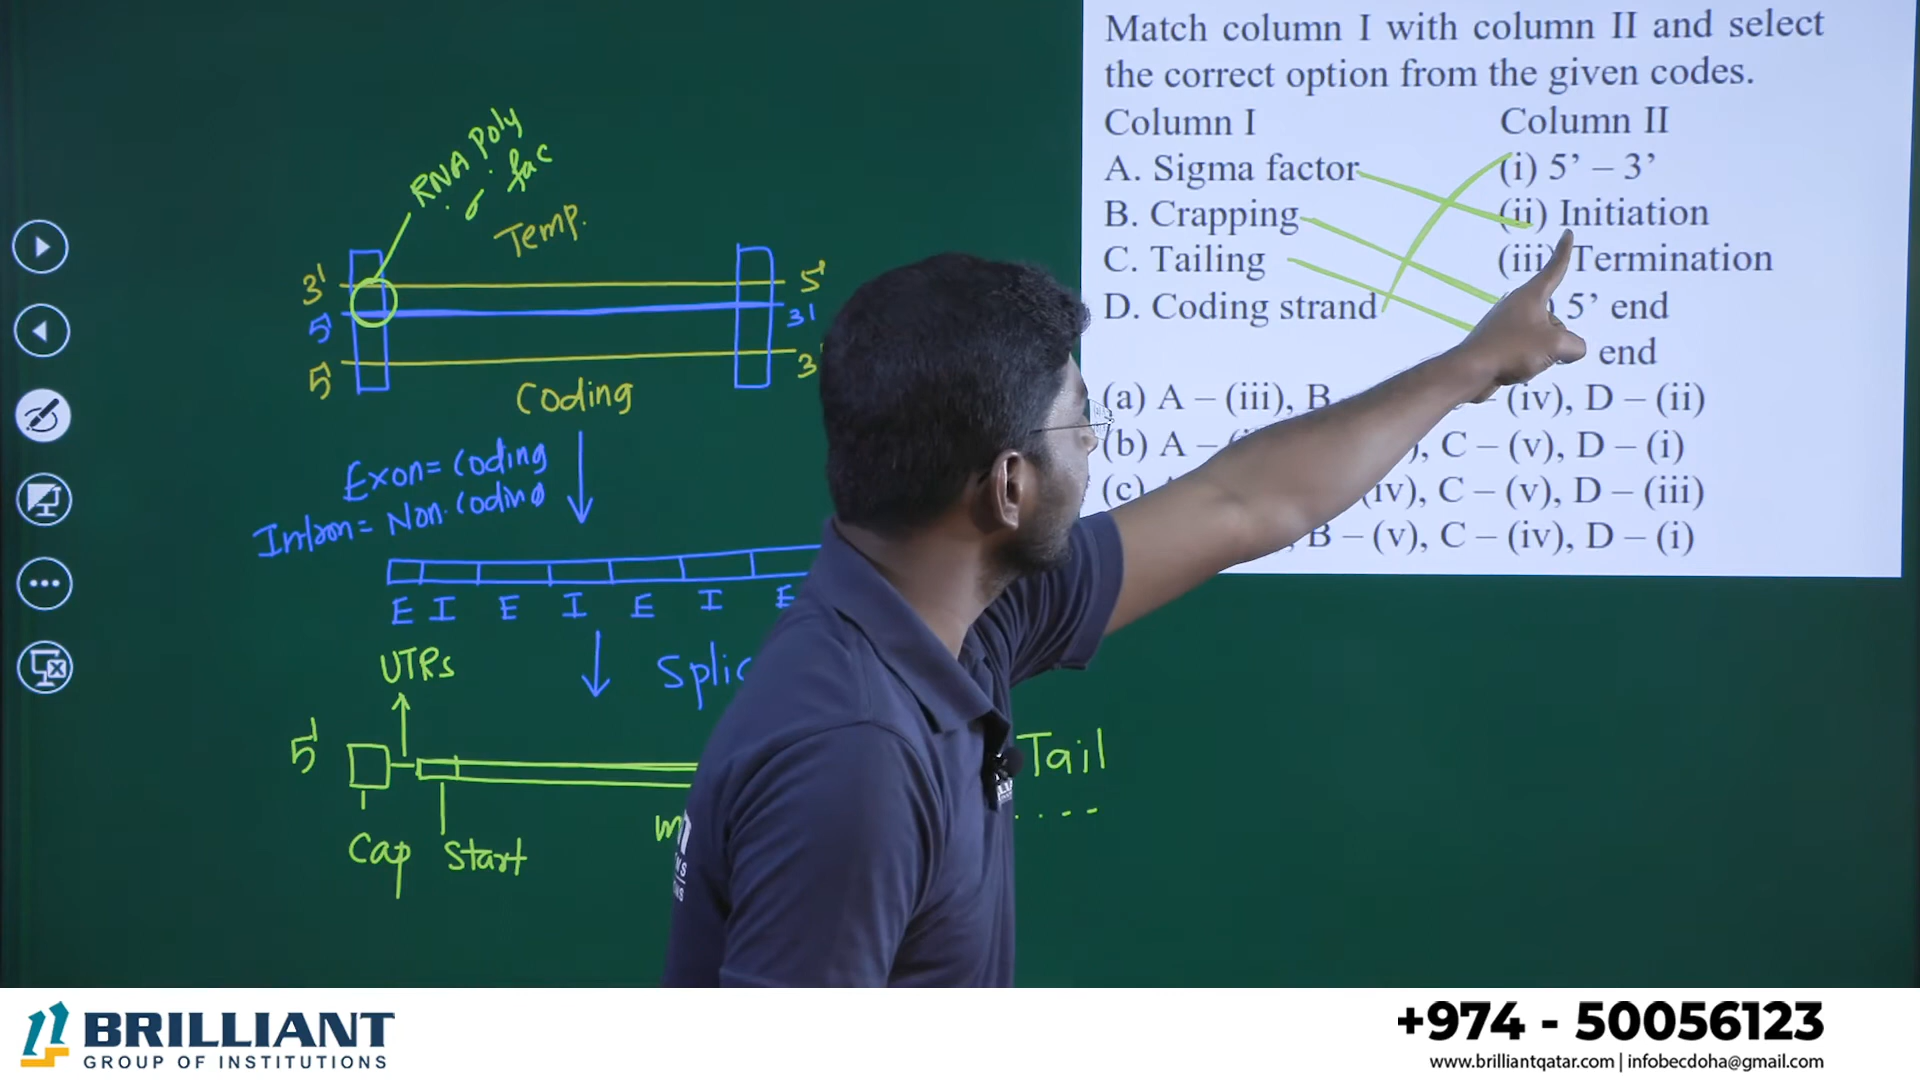 Match column I with column II and select
the correct option from the given codes.
Column I Column II
A. Sigma factor (i) 5’ – 3’
B. Crapping (ii) Initiation
C. Tailing (iii) Termination
D. Coding strand 5’ end
end
(a) A – (iii), B – (iv), D – (ii)
(b) A – , C – (v), D – (i)
(c) (iv), C – (v), D – (iii)
B – (v), C – (iv), D – (i)
RNA Poly
σ fac
Temp.
3' 5'
5' 3'
5' 3
Coding
Exon = Coding
Intron = Non-Coding
E I E I E I E
UTRs
5' Tail
Cap Start
BRILLIANT
GROUP OF INSTITUTIONS
+974 - 50056123
www.brilliantqatar.com | infobecdoha@gmail.com